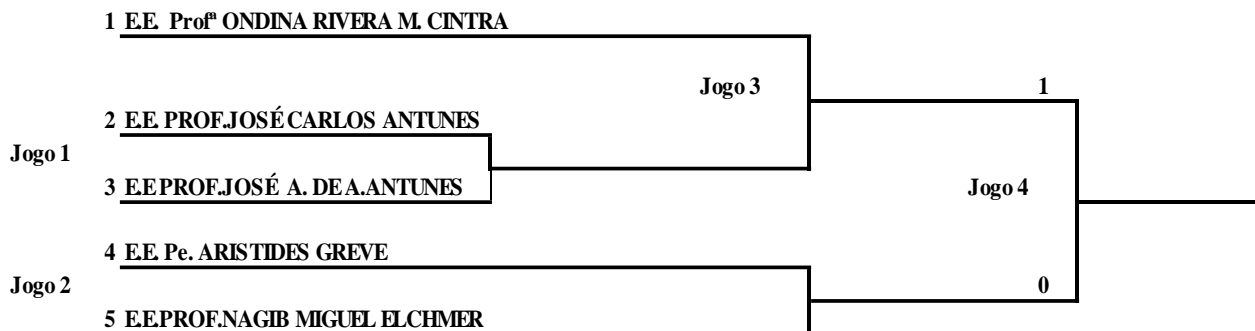 1 E.E. Profª ONDINA RIVERA M. CINTRA
Jogo 3 1
2 E.E. PROF.JOSÉ CARLOS ANTUNES
Jogo 1
3 E.E PROF.JOSÉ A. DE A.ANTUNES
Jogo 4
4 E.E. Pe. ARISTIDES GREVE
Jogo 2 0
5 E.E.PROF.NAGIB MIGUEL ELCHMER